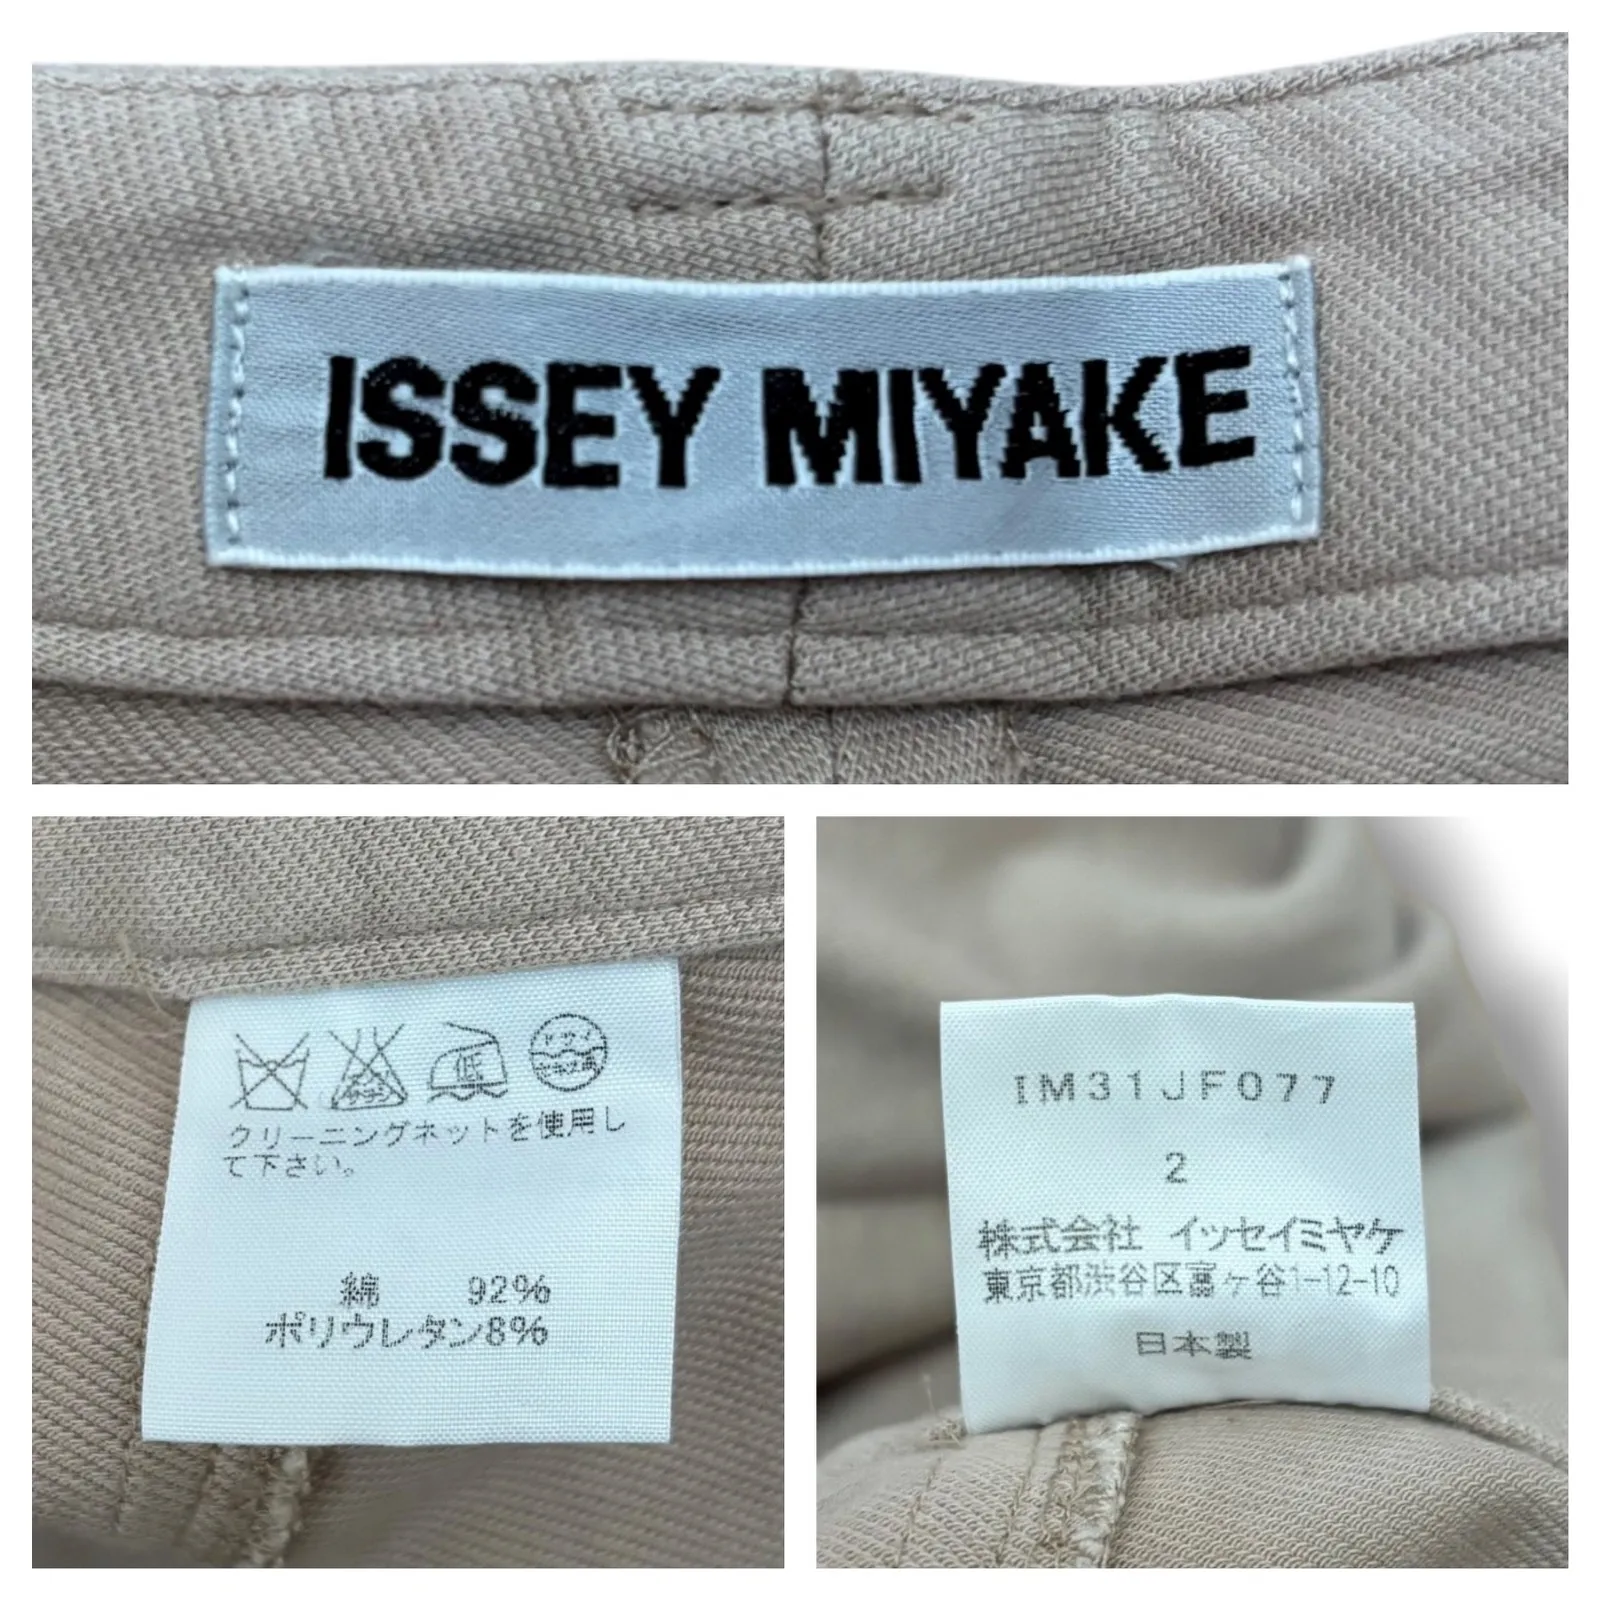 ISSEY MIYAKE
低
クリーニングネットを使用し
て下さい。
綿 92%
ポリウレタン8%
IM31JF077
2
株式会社 イッセイミヤケ
東京都渋谷区富ヶ谷1-12-10
日本製